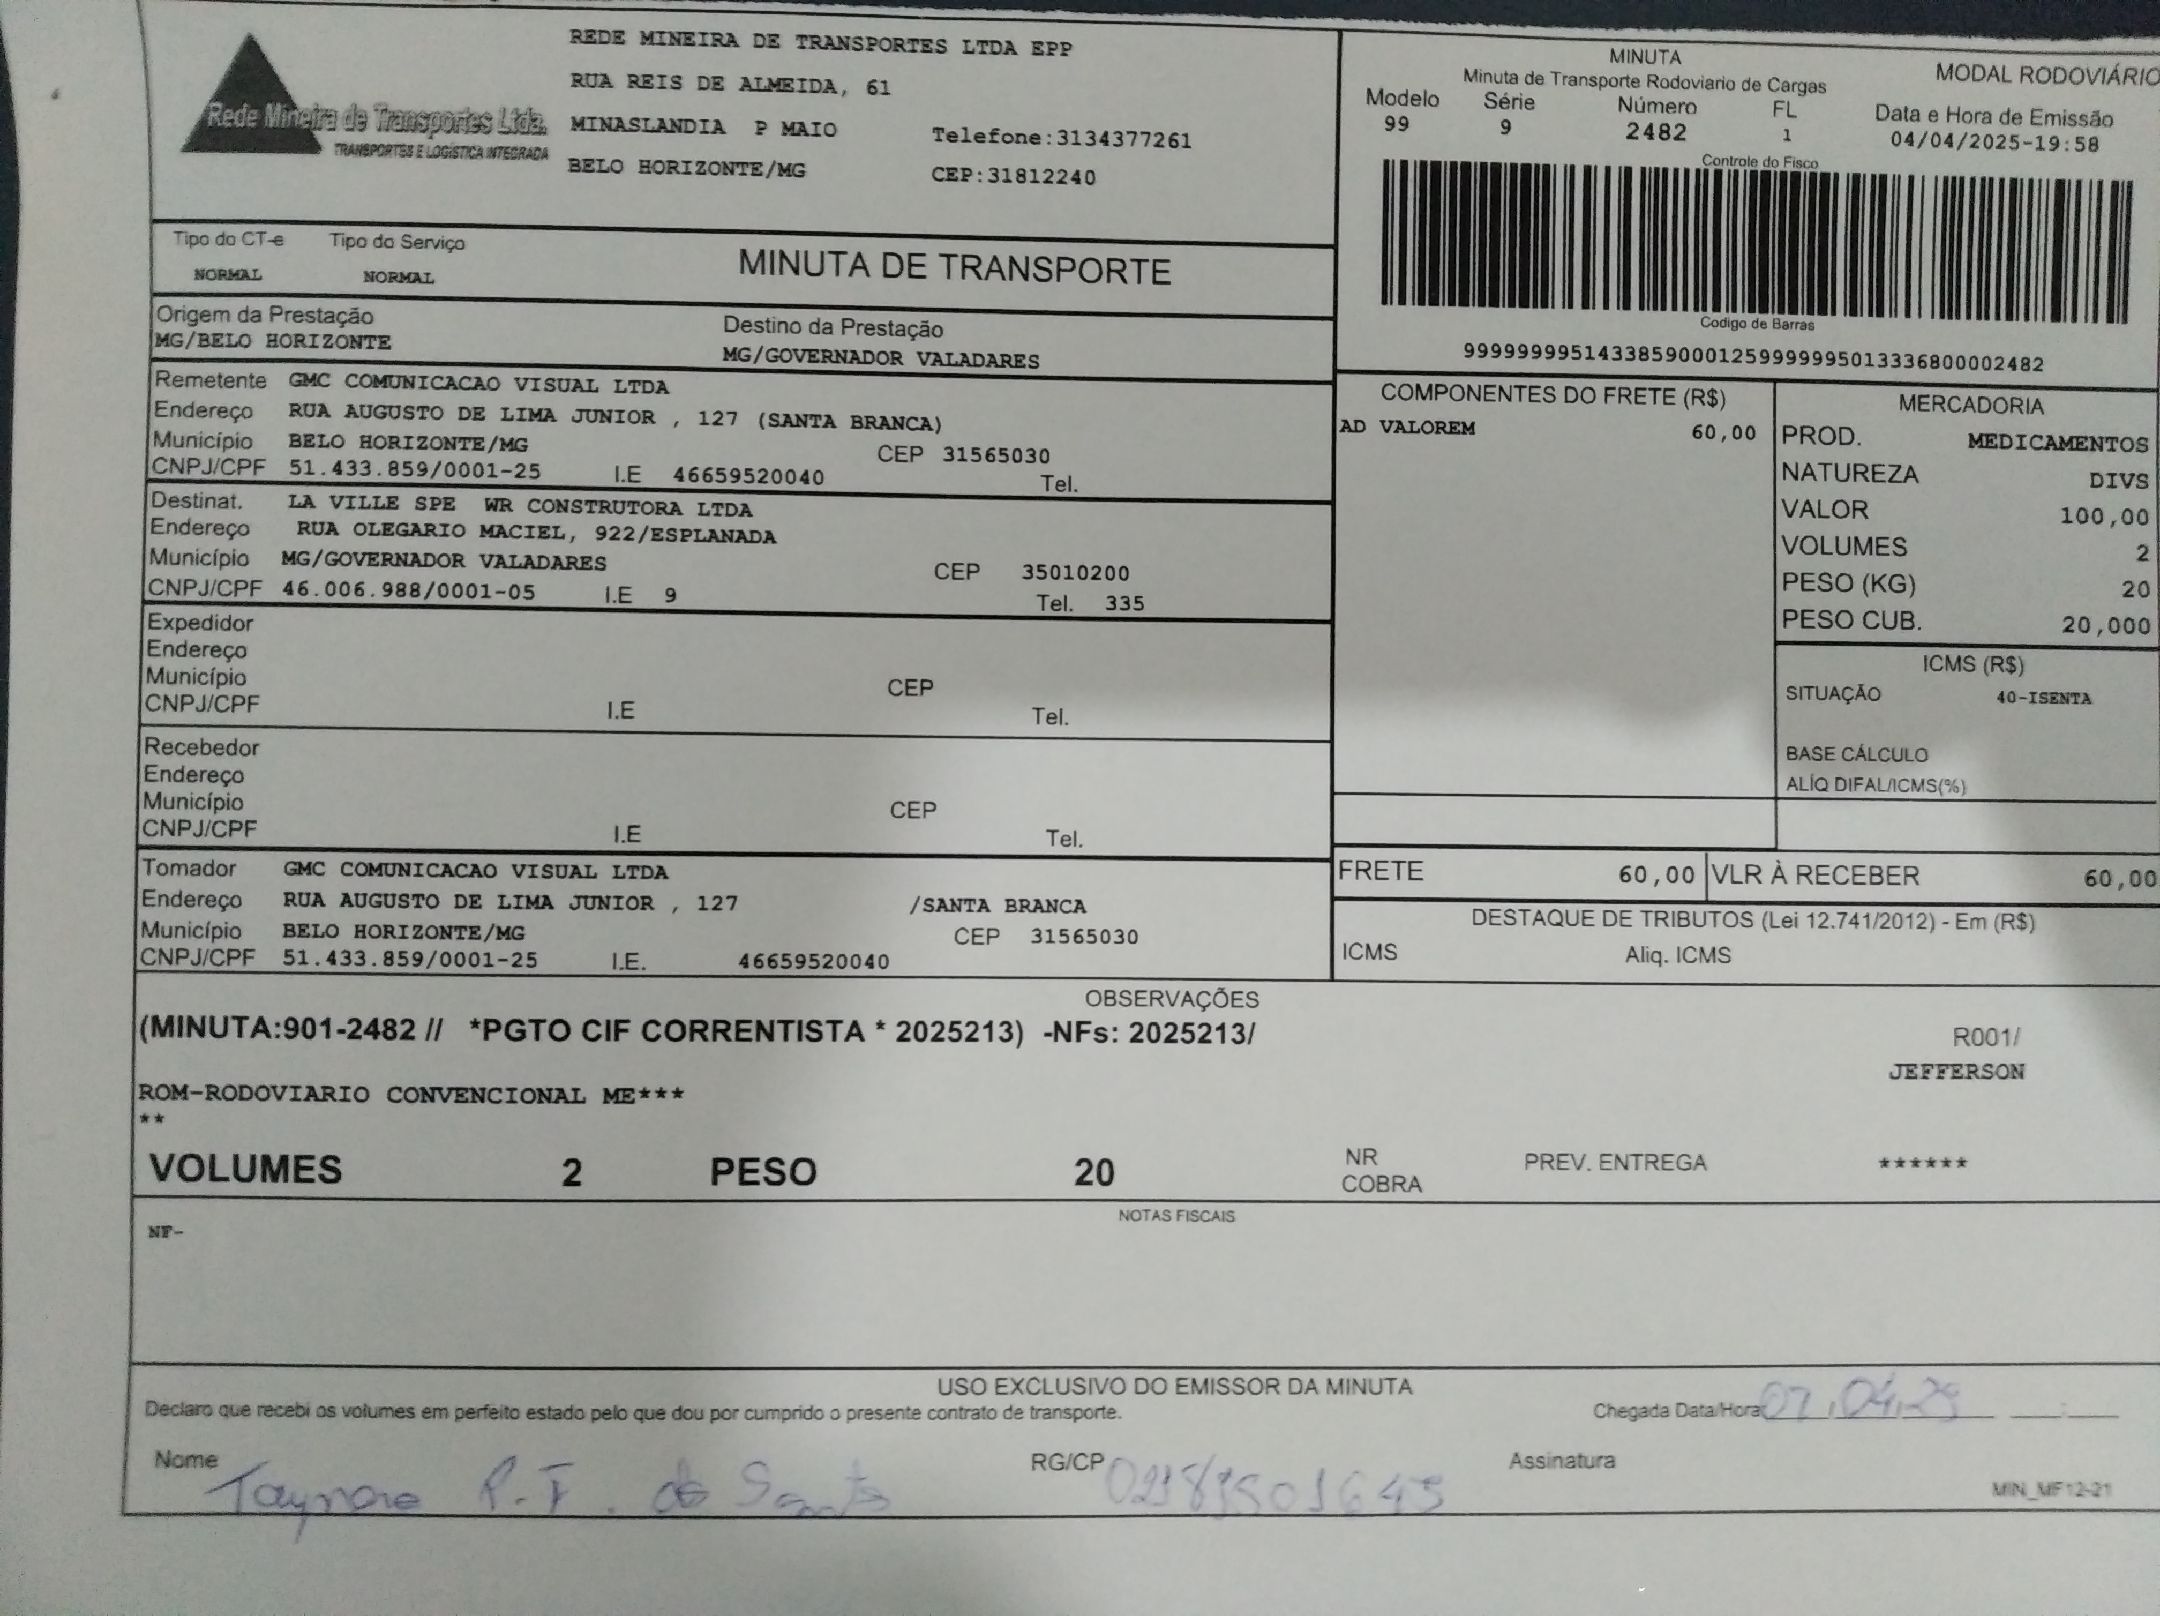 Rede Mineira de Transportes Ltda.
TRANSPORTES E LOGÍSTICA INTEGRADA
REDE MINEIRA DE TRANSPORTES LTDA EPP
RUA REIS DE ALMEIDA, 61
MINASLANDIA P MAIO Telefone:3134377261
BELO HORIZONTE/MG CEP:31812240
MINUTA
Minuta de Transporte Rodoviario de Cargas
MODAL RODOVIÁRIO
Modelo Série Número FL Data e Hora de Emissão
99 9 2482 1 04/04/2025-19:58
Controle do Fisco
Codigo de Barras
999999995143385900012599999995013336800002482
Tipo do CT-e Tipo do Serviço
NORMAL NORMAL
MINUTA DE TRANSPORTE
Origem da Prestação Destino da Prestação
MG/BELO HORIZONTE MG/GOVERNADOR VALADARES
Remetente GMC COMUNICACAO VISUAL LTDA
Endereço RUA AUGUSTO DE LIMA JUNIOR , 127 (SANTA BRANCA)
Município BELO HORIZONTE/MG CEP 31565030
CNPJ/CPF 51.433.859/0001-25 I.E 46659520040 Tel.
Destinat. LA VILLE SPE WR CONSTRUTORA LTDA
Endereço RUA OLEGARIO MACIEL, 922/ESPLANADA
Município MG/GOVERNADOR VALADARES CEP 35010200
CNPJ/CPF 46.006.988/0001-05 I.E 9 Tel. 335
Expedidor
Endereço
Município CEP
CNPJ/CPF I.E Tel.
Recebedor
Endereço
Município CEP
CNPJ/CPF I.E Tel.
Tomador GMC COMUNICACAO VISUAL LTDA
Endereço RUA AUGUSTO DE LIMA JUNIOR , 127 /SANTA BRANCA
Município BELO HORIZONTE/MG CEP 31565030
CNPJ/CPF 51.433.859/0001-25 I.E. 46659520040
COMPONENTES DO FRETE (R$)
AD VALOREM 60,00
MERCADORIA
PROD. MEDICAMENTOS
NATUREZA DIVS
VALOR 100,00
VOLUMES 2
PESO (KG) 20
PESO CUB. 20,000
ICMS (R$)
SITUAÇÃO 40-ISENTA
BASE CÁLCULO
ALÍQ DIFAL/ICMS(%)
FRETE 60,00 VLR À RECEBER 60,00
DESTAQUE DE TRIBUTOS (Lei 12.741/2012) - Em (R$)
ICMS Aliq. ICMS
OBSERVAÇÕES
(MINUTA:901-2482 // *PGTO CIF CORRENTISTA * 2025213) -NFs: 2025213/
R001/
JEFFERSON
ROM-RODOVIARIO CONVENCIONAL ME***
**
VOLUMES 2 PESO 20 NR COBRA PREV. ENTREGA ******
NOTAS FISCAIS
NF-
USO EXCLUSIVO DO EMISSOR DA MINUTA
Declaro que recebi os volumes em perfeito estado pelo que dou por cumprido o presente contrato de transporte.
Chegada Data/Hora 07.04.25 __:__
Nome P. F. RG/CP Assinatura
MIN_MF12-21